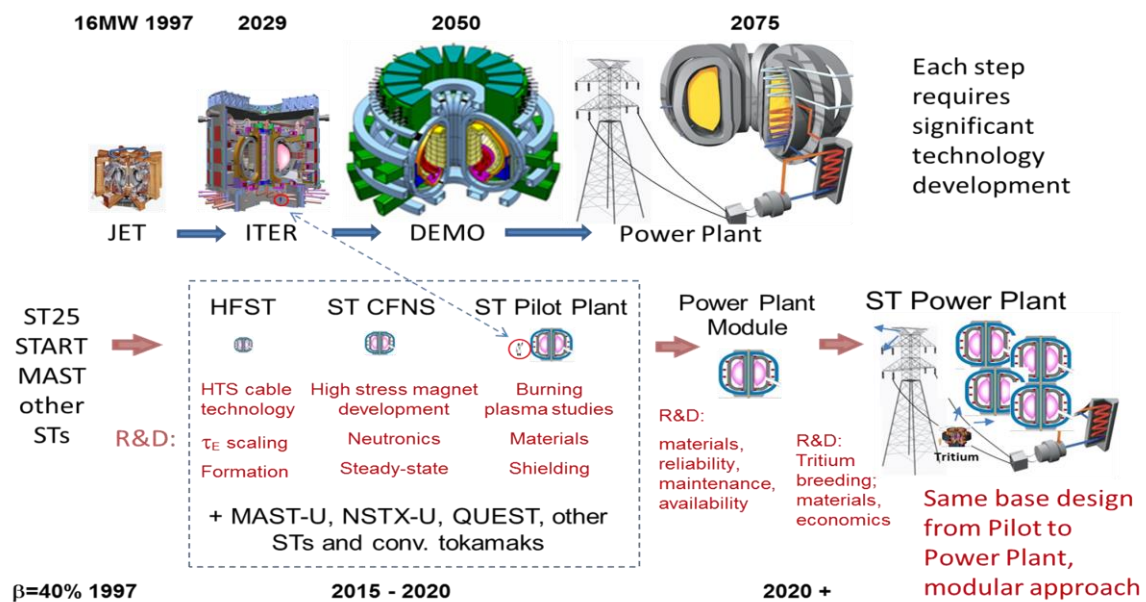 16MW 1997
2029
2050
2075
Each step
requires
significant
technology
development
JET
ITER
DEMO
Power Plant
ST25
START
MAST
other
STs
HFST
ST CFNS
ST Pilot Plant
Power Plant
Module
ST Power Plant
R&D:
HTS cable
technology
τE scaling
Formation
High stress magnet
development
Neutronics
Steady-state
Burning
plasma studies
Materials
Shielding
+ MAST-U, NSTX-U, QUEST, other
STs and conv. tokamaks
R&D:
materials,
reliability,
maintenance,
availability
R&D:
Tritium
breeding;
materials,
economics
Tritium
Same base design
from Pilot to
Power Plant,
modular approach
β=40% 1997
2015 - 2020
2020 +